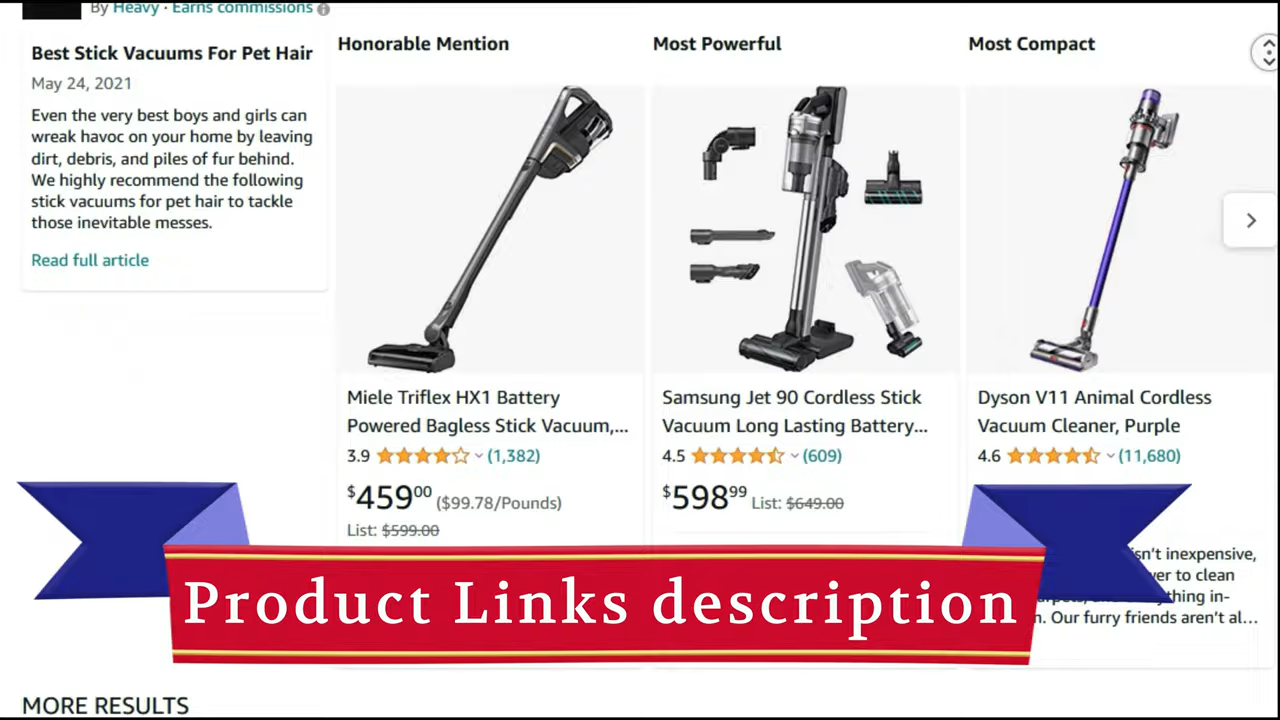 By Heavy · Earns commissions
Best Stick Vacuums For Pet Hair
May 24, 2021
Even the very best boys and girls can
wreak havoc on your home by leaving
dirt, debris, and piles of fur behind.
We highly recommend the following
stick vacuums for pet hair to tackle
those inevitable messes.
Read full article
Honorable Mention
Miele Triflex HX1 Battery
Powered Bagless Stick Vacuum,...
3.9 (1,382)
$459.00 ($99.78/Pounds)
List: $599.00
Most Powerful
Samsung Jet 90 Cordless Stick
Vacuum Long Lasting Battery...
4.5 (609)
$598.99 List: $649.00
Most Compact
Dyson V11 Animal Cordless
Vacuum Cleaner, Purple
4.6 (11,680)
isn't inexpensive,
to clean
in-
Our furry friends aren't al...
Product Links description
MORE RESULTS